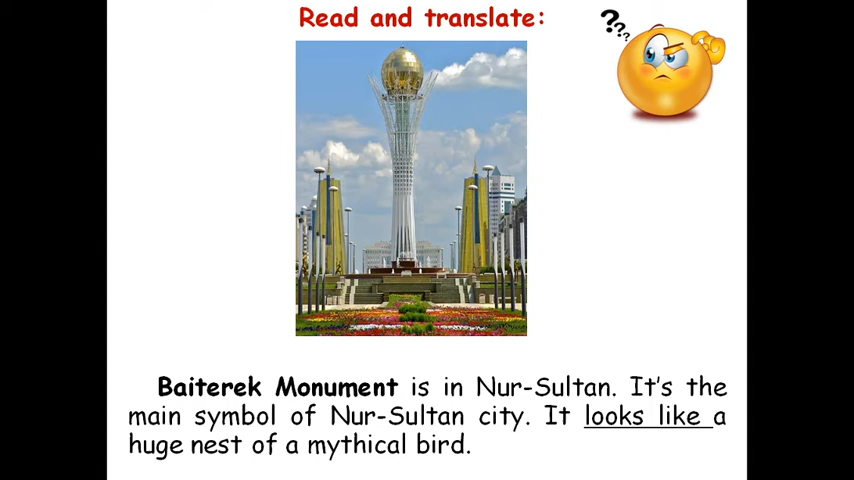 Read and translate:
???
Baiterek Monument is in Nur-Sultan. It's the
main symbol of Nur-Sultan city. It looks like a
huge nest of a mythical bird.